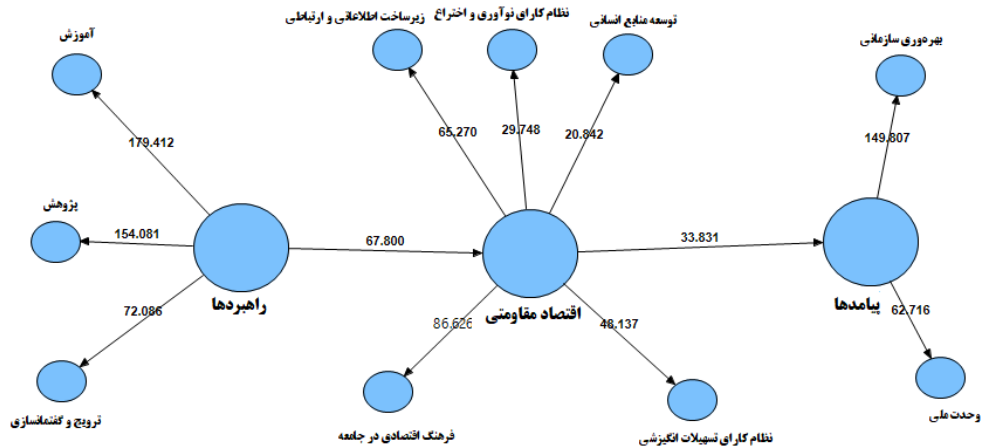 زیرساخت اطلاعاتی و ارتباطی
نظام کارای نوآوری و اختراع
توسعه منابع انسانی
آموزش
بهره‌وری سازمانی
179.412
65.270
29.748
20.842
149.807
پژوهش
154.081
67.800
33.831
راهبردها
اقتصاد مقاومتی
پیامدها
72.086
86.626
48.137
62.716
ترویج و گفتمانسازی
فرهنگ اقتصادی در جامعه
نظام کارای تسهیلات انگیزشی
وحدت ملی